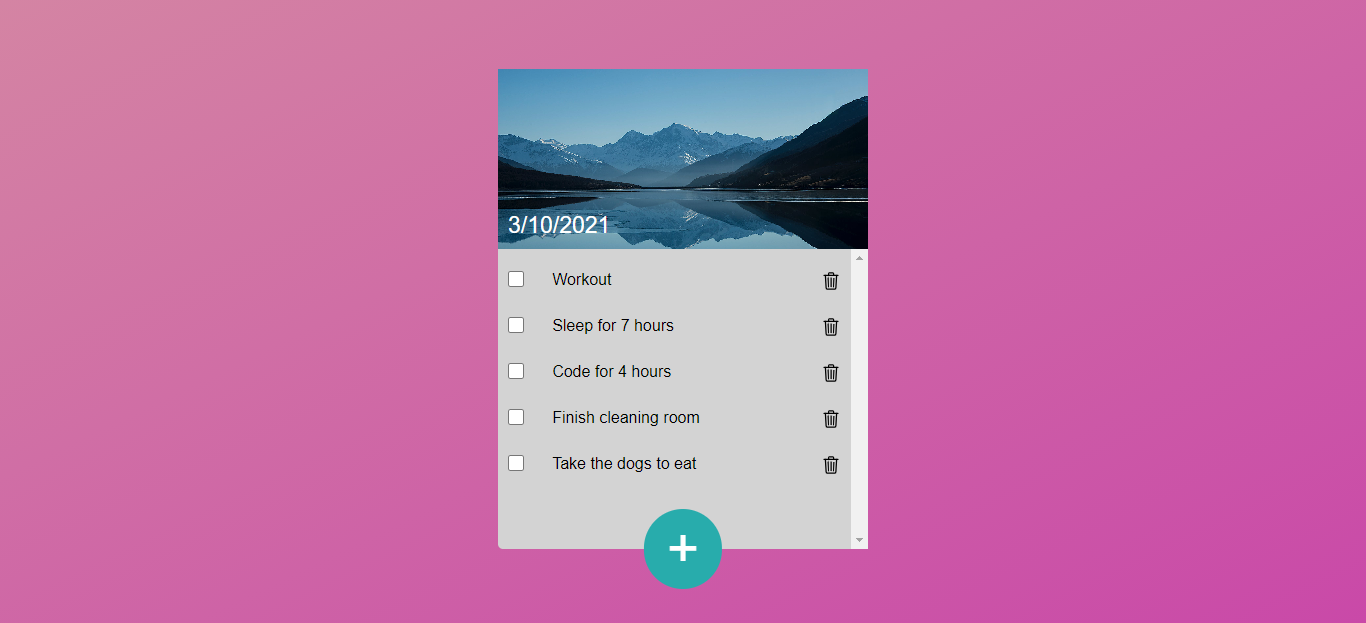 3/10/2021
Workout
Sleep for 7 hours
Code for 4 hours
Finish cleaning room
Take the dogs to eat
+